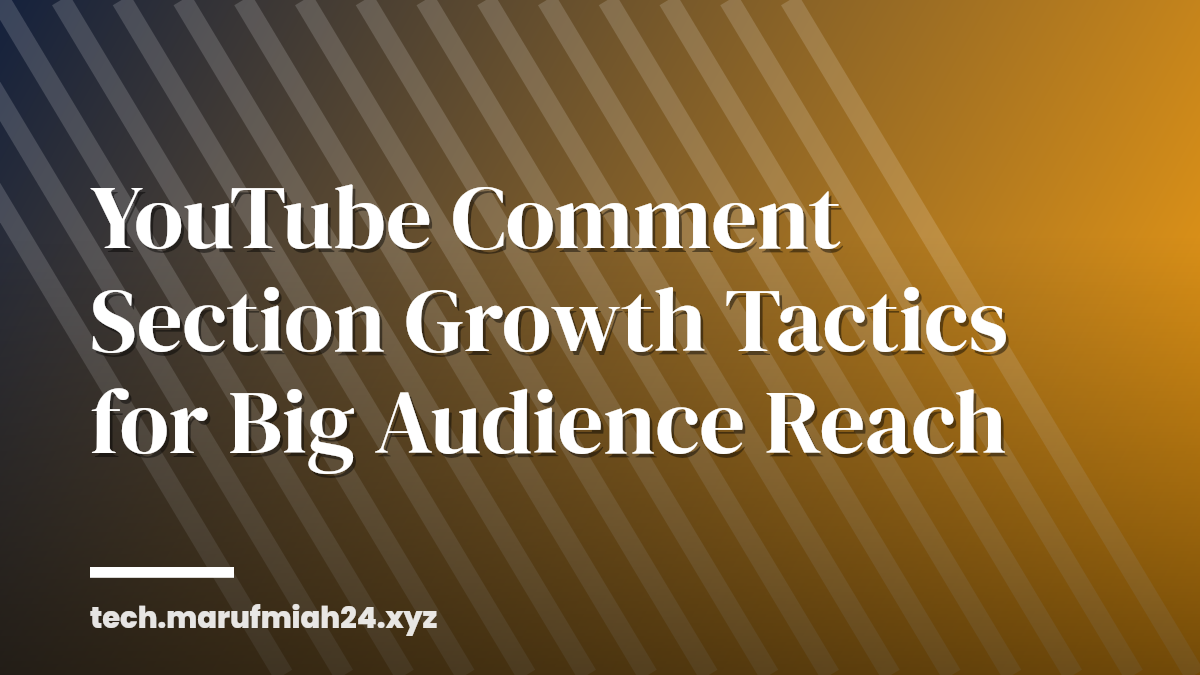 YouTube Comment
Section Growth Tactics
for Big Audience Reach
tech.marufmiah24.xyz